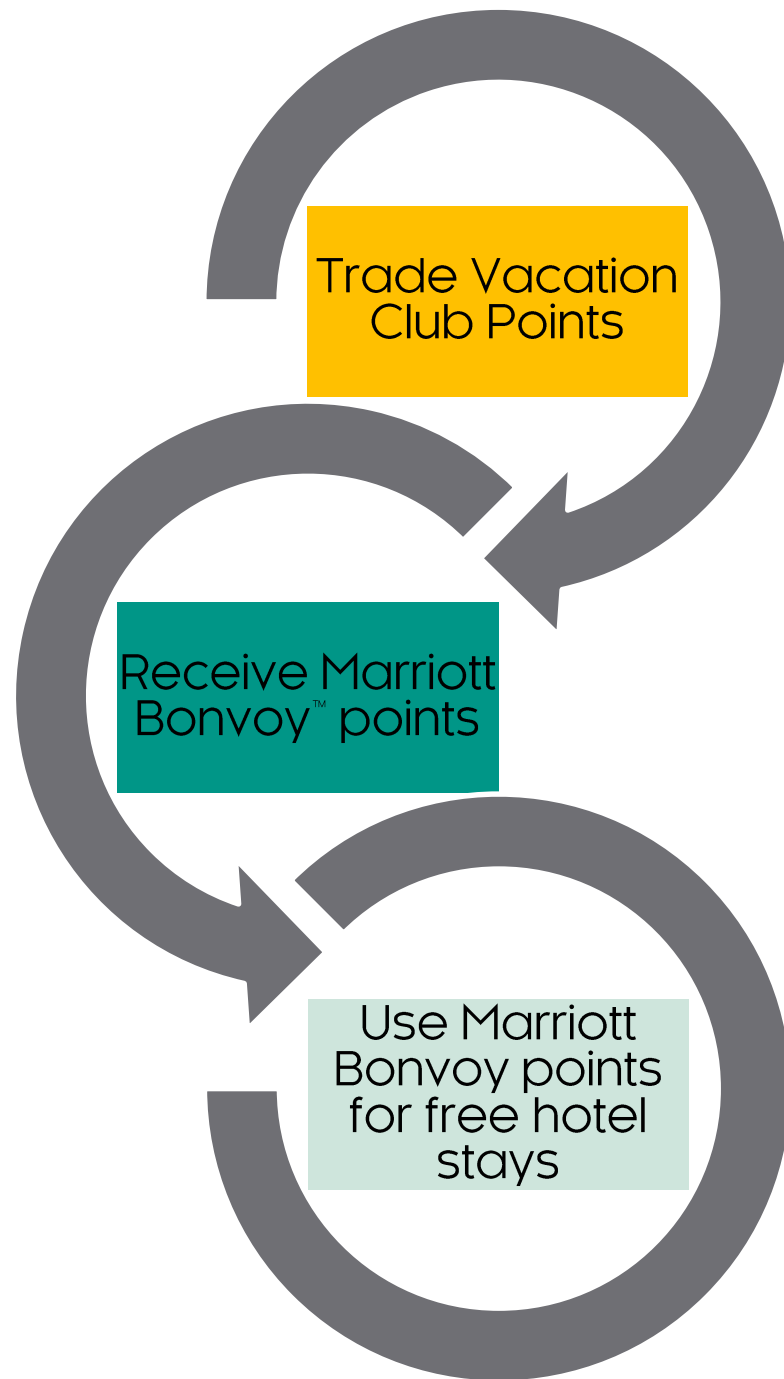 Trade Vacation
Club Points
Receive Marriott
Bonvoy™ points
Use Marriott
Bonvoy points
for free hotel
stays